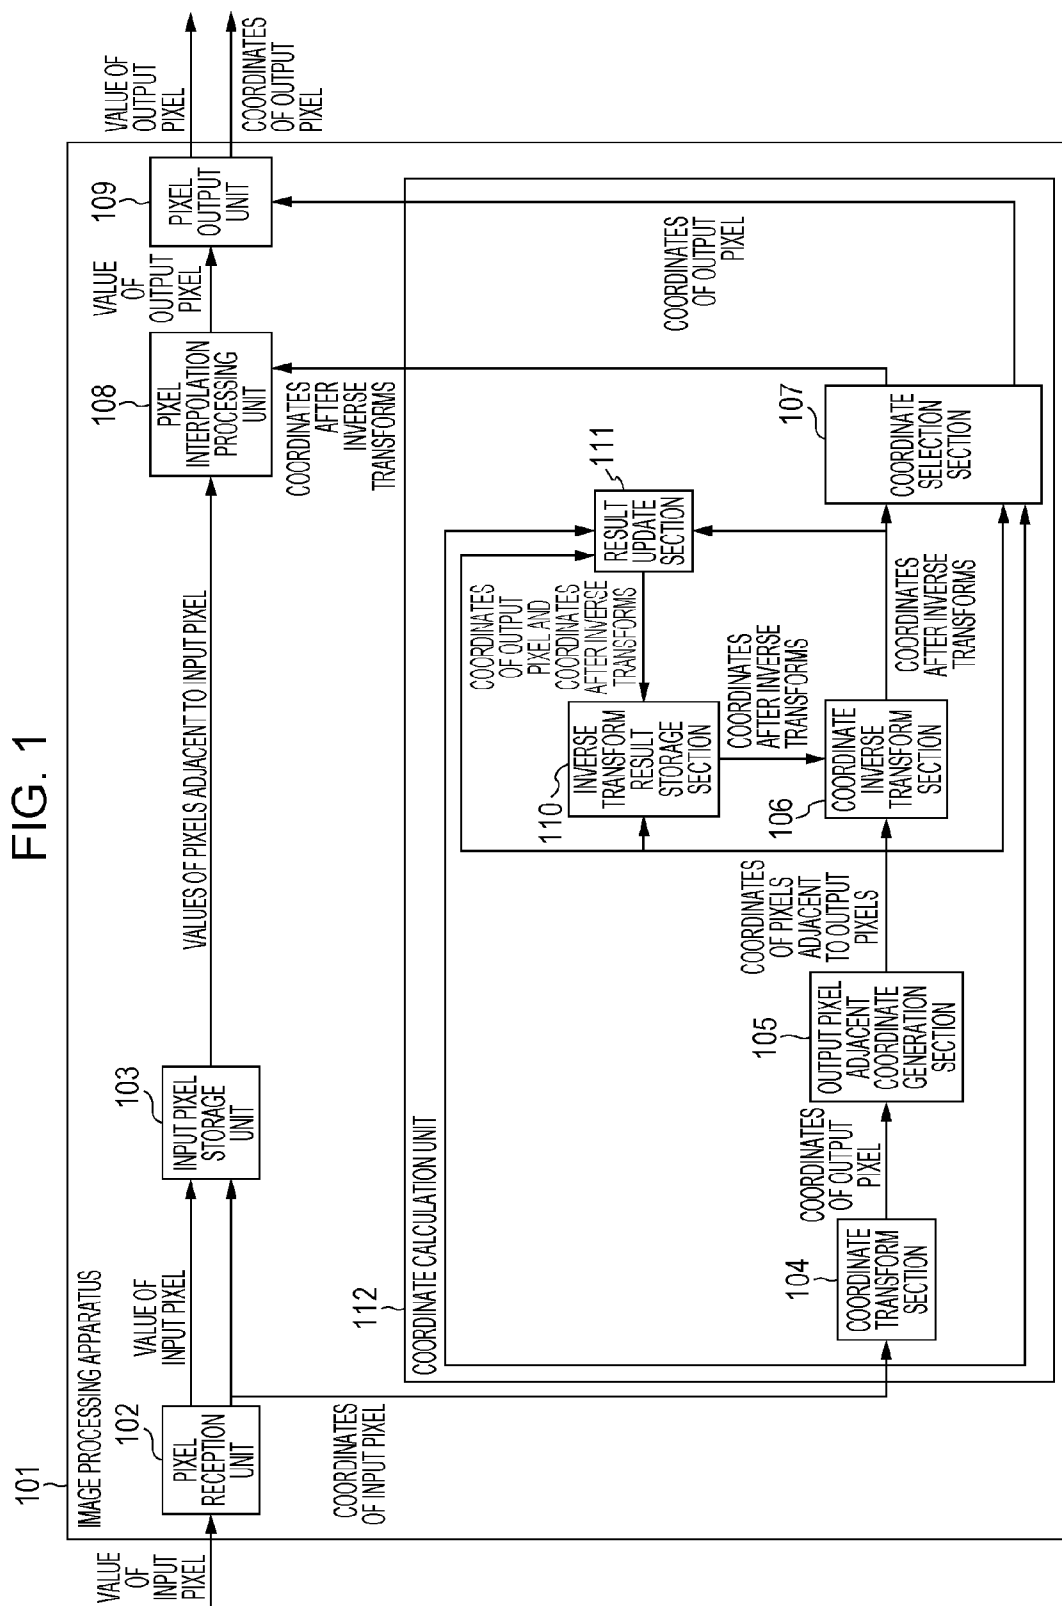 FIG. 1
101
IMAGE PROCESSING APPARATUS
VALUE OF
INPUT
PIXEL
102
PIXEL
RECEPTION
UNIT
VALUE OF
INPUT PIXEL
COORDINATES
OF INPUT PIXEL
103
INPUT PIXEL
STORAGE
UNIT
VALUES OF PIXELS ADJACENT TO INPUT PIXEL
108
PIXEL
INTERPOLATION
PROCESSING
UNIT
COORDINATES
AFTER
INVERSE
TRANSFORMS
VALUE
OF
OUTPUT
PIXEL
109
PIXEL
OUTPUT
UNIT
VALUE OF
OUTPUT
PIXEL
COORDINATES
OF OUTPUT
PIXEL
112
COORDINATE CALCULATION UNIT
104
COORDINATE
TRANSFORM
SECTION
COORDINATES
OF OUTPUT
PIXEL
105
OUTPUT PIXEL
ADJACENT
COORDINATE
GENERATION
SECTION
COORDINATES
OF PIXELS
ADJACENT
TO OUTPUT
PIXELS
106
COORDINATE
INVERSE
TRANSFORM
SECTION
110
INVERSE
TRANSFORM
RESULT
STORAGE
SECTION
COORDINATES
AFTER INVERSE
TRANSFORMS
COORDINATES
OF OUTPUT
PIXEL AND
COORDINATES
AFTER INVERSE
TRANSFORMS
111
RESULT
UPDATE
SECTION
COORDINATES
AFTER INVERSE
TRANSFORMS
107
COORDINATE
SELECTION
SECTION
COORDINATES
OF OUTPUT
PIXEL